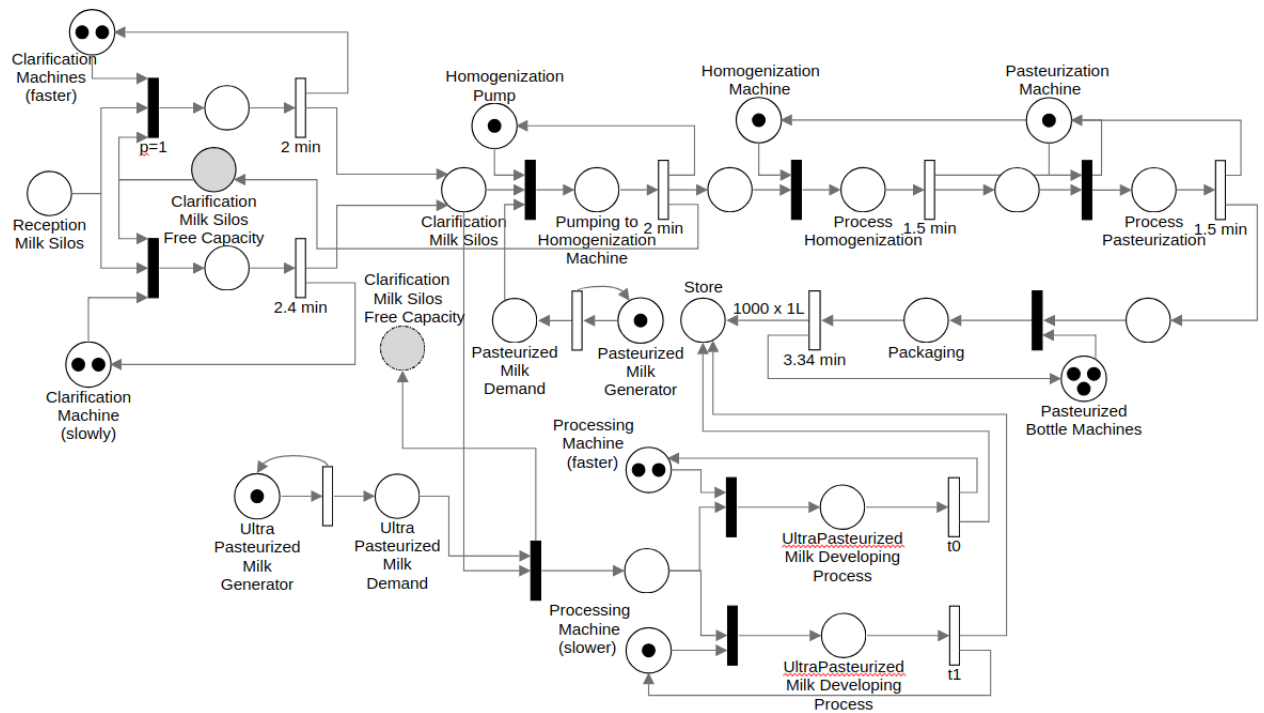 Clarification
Machines
(faster)
p=1
2 min
Clarification
Milk Silos
Free Capacity
Reception
Milk Silos
2.4 min
Clarification
Machine
(slowly)
Homogenization
Pump
Clarification
Milk Silos
Pumping to
Homogenization
Machine
2 min
Homogenization
Machine
Process
Homogenization
1.5 min
Pasteurization
Machine
Process
Pasteurization
1.5 min
Clarification
Milk Silos
Free Capacity
Pasteurized
Milk
Demand
Pasteurized
Milk
Generator
Store
1000 x 1L
3.34 min
Packaging
Pasteurized
Bottle Machines
Ultra
Pasteurized
Milk
Generator
Ultra
Pasteurized
Milk
Demand
Processing
Machine
(faster)
UltraPasteurized
Milk Developing
Process
t0
Processing
Machine
(slower)
UltraPasteurized
Milk Developing
Process
t1